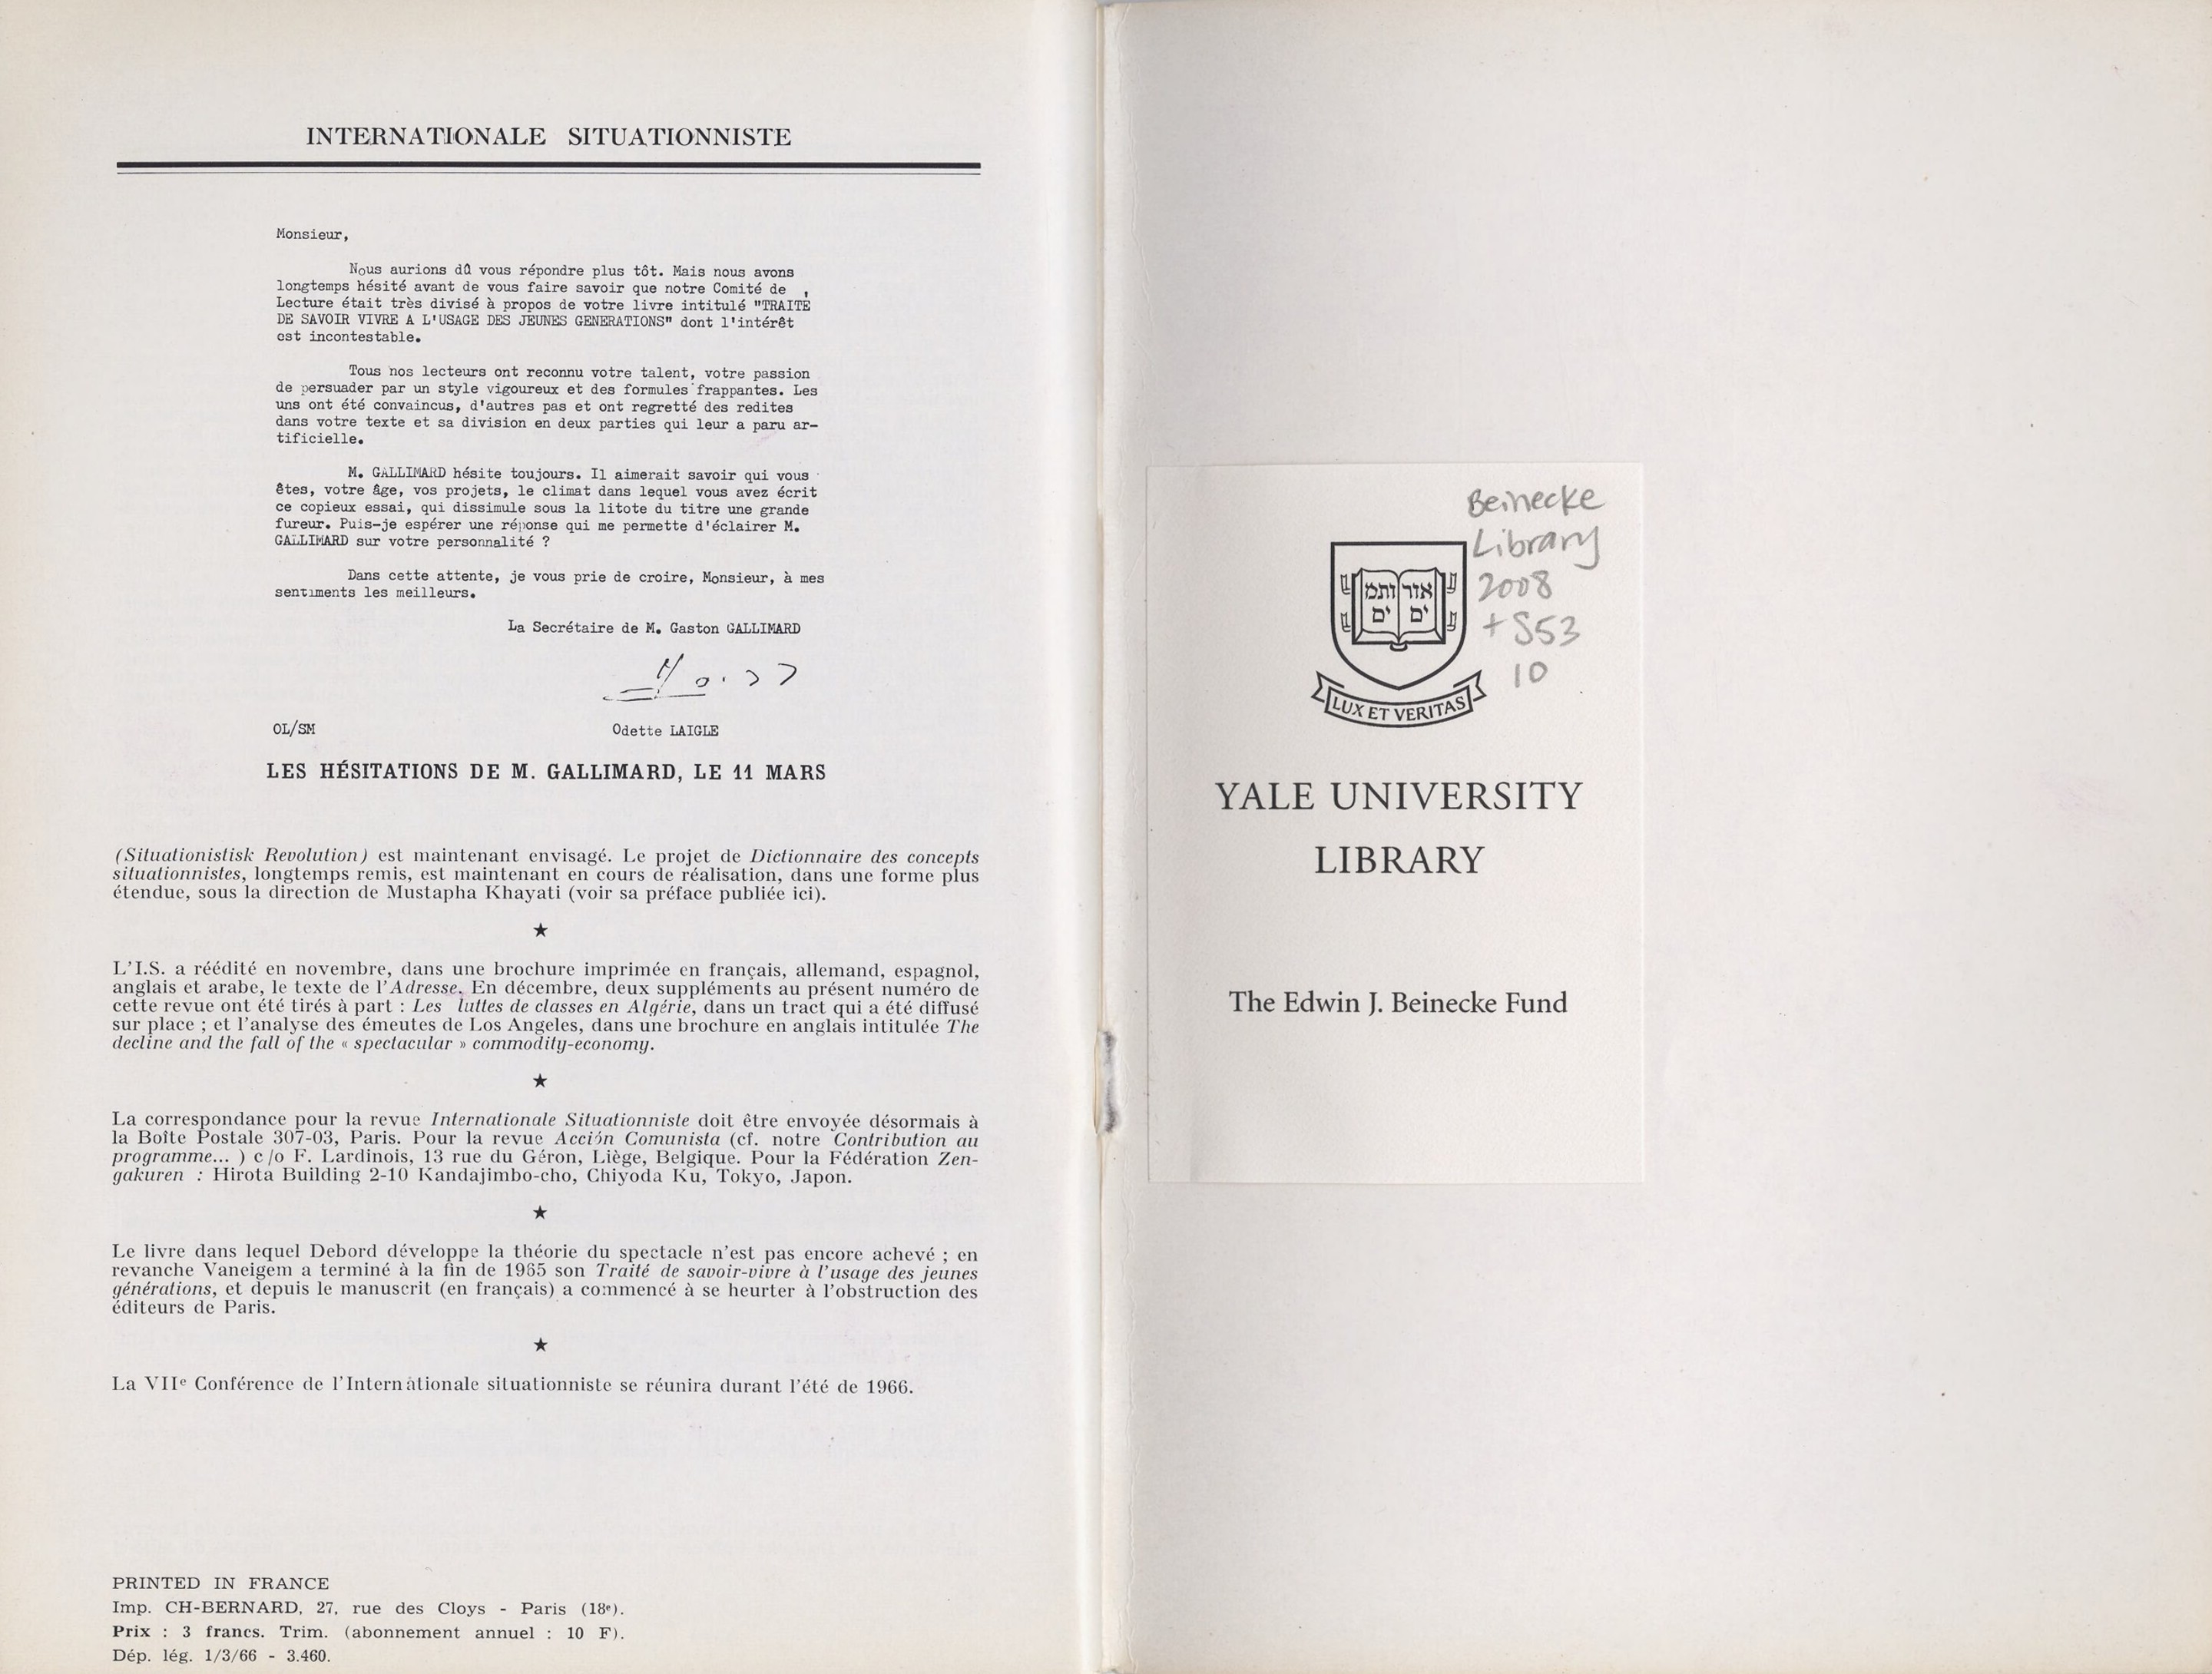 INTERNATIONALE SITUATIONNISTE
Monsieur,
Nous aurions dû vous répondre plus tôt. Mais nous avons
longtemps hésité avant de vous faire savoir que notre Comité de
Lecture était très divisé à propos de votre livre intitulé "TRAITÉ
DE SAVOIR VIVRE A L'USAGE DES JEUNES GENERATIONS" dont l'intérêt
est incontestable.
Tous nos lecteurs ont reconnu votre talent, votre passion
de persuader par un style vigoureux et des formules frappantes. Les
uns ont été convaincus, d'autres pas et ont regretté des redites
dans votre texte et sa division en deux parties qui leur a paru ar-
tificielle.
M. GALLIMARD hésite toujours. Il aimerait savoir qui vous
êtes, votre âge, vos projets, le climat dans lequel vous avez écrit
ce copieux essai, qui dissimule sous la litote du titre une grande
fureur. Puis-je espérer une réponse qui me permette d'éclairer M.
GALLIMARD sur votre personnalité ?
Dans cette attente, je vous prie de croire, Monsieur, à mes
sentiments les meilleurs.
La Secrétaire de M. Gaston GALLIMARD
OL/SM Odette LAIGLE
LES HÉSITATIONS DE M. GALLIMARD, LE 11 MARS
(Situationistisk Revolution) est maintenant envisagé. Le projet de Dictionnaire des concepts
situationnistes, longtemps remis, est maintenant en cours de réalisation, dans une forme plus
étendue, sous la direction de Mustapha Khayati (voir sa préface publiée ici).
★
L'I.S. a réédité en novembre, dans une brochure imprimée en français, allemand, espagnol,
anglais et arabe, le texte de l'Adresse. En décembre, deux suppléments au présent numéro de
cette revue ont été tirés à part : Les luttes de classes en Algérie, dans un tract qui a été diffusé
sur place ; et l'analyse des émeutes de Los Angeles, dans une brochure en anglais intitulée The
decline and the fall of the « spectacular » commodity-economy.
★
La correspondance pour la revue Internationale Situationniste doit être envoyée désormais à
la Boîte Postale 307-03, Paris. Pour la revue Acción Comunista (cf. notre Contribution au
programme... ) c/o F. Lardinois, 13 rue du Géron, Liège, Belgique. Pour la Fédération Zen-
gakuren : Hirota Building 2-10 Kandajimbo-cho, Chiyoda Ku, Tokyo, Japon.
★
Le livre dans lequel Debord développe la théorie du spectacle n'est pas encore achevé ; en
revanche Vaneigem a terminé à la fin de 1965 son Traité de savoir-vivre à l'usage des jeunes
générations, et depuis le manuscrit (en français) a commencé à se heurter à l'obstruction des
éditeurs de Paris.
★
La VIIe Conférence de l'Internationale situationniste se réunira durant l'été de 1966.
PRINTED IN FRANCE
Imp. CH-BERNARD, 27, rue des Cloys - Paris (18e).
Prix : 3 francs. Trim. (abonnement annuel : 10 F).
Dép. lég. 1/3/66 - 3.460.
Beinecke
Library
2008
+S53
10
אור ותמ
ים ים
LUX ET VERITAS
YALE UNIVERSITY
LIBRARY
The Edwin J. Beinecke Fund